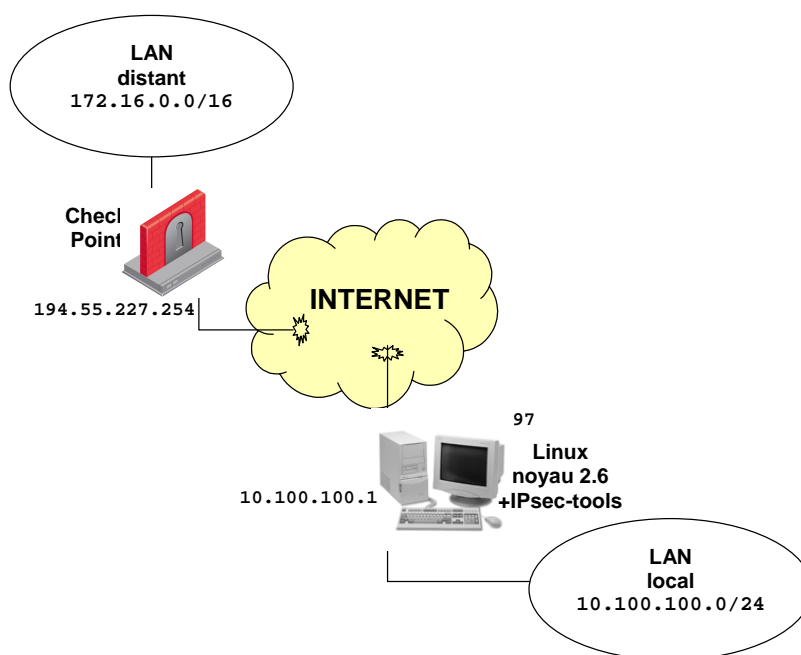 LAN
distant
172.16.0.0/16
Check
Point
194.55.227.254
INTERNET
97
Linux
noyau 2.6
+IPsec-tools
10.100.100.1
LAN
local
10.100.100.0/24